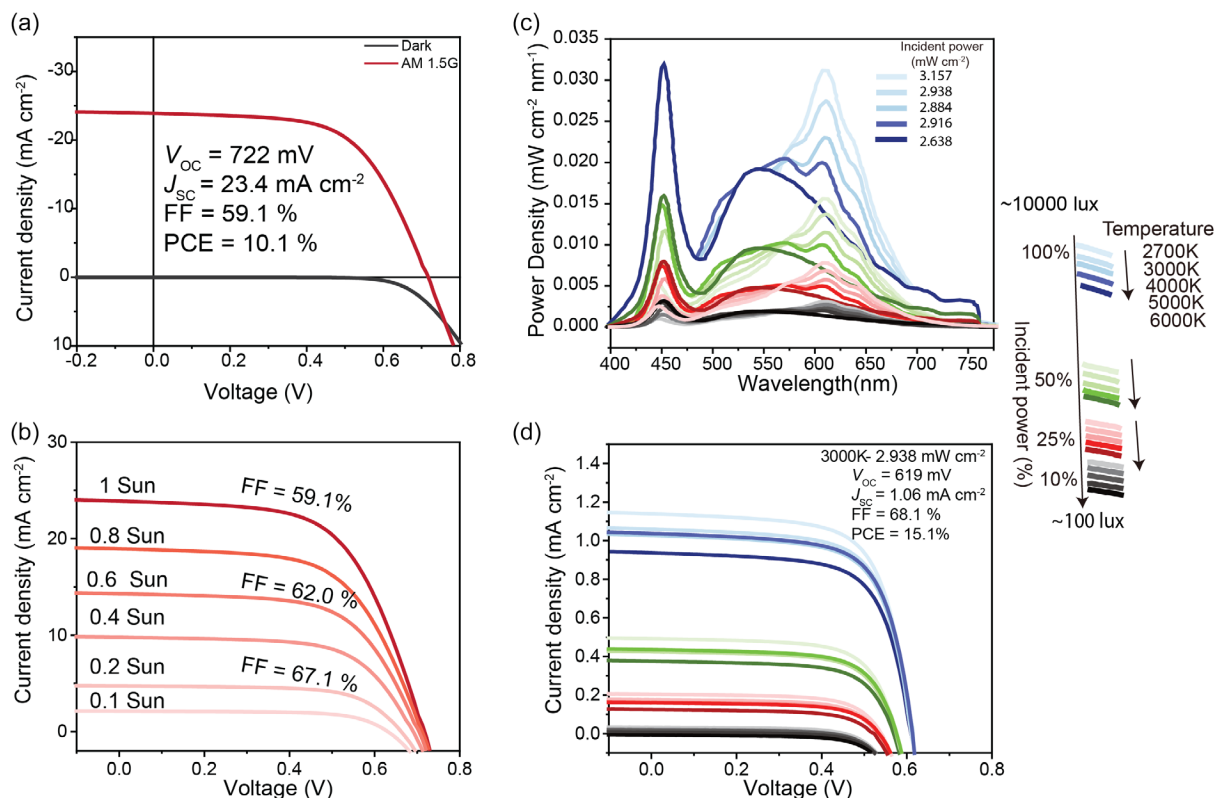 (a)
Dark
AM 1.5G
-30
-20
-10
0
10
-0.2
0.0
0.2
0.4
0.6
0.8
Current density (mA cm⁻²)
Voltage (V)
V_OC = 722 mV
J_SC = 23.4 mA cm⁻²
FF = 59.1 %
PCE = 10.1 %
(c)
0.035
0.030
0.025
0.020
0.015
0.010
0.005
0.000
400
450
500
550
600
650
700
750
Power Density (mW cm⁻² nm⁻¹)
Wavelength(nm)
Incident power
(mW cm⁻²)
3.157
2.938
2.884
2.916
2.638
~10000 lux
Temperature
100%
2700K
3000K
4000K
5000K
6000K
50%
25%
10%
~100 lux
Incident power (%)
(b)
30
20
10
0
0.0
0.2
0.4
0.6
0.8
Current density (mA cm⁻²)
Voltage (V)
1 Sun
FF = 59.1%
0.8 Sun
0.6 Sun
FF = 62.0 %
0.4 Sun
0.2 Sun
FF = 67.1 %
0.1 Sun
(d)
1.4
1.2
1.0
0.8
0.6
0.4
0.2
0.0
0.0
0.2
0.4
0.6
0.8
Current density (mA cm⁻²)
Voltage (V)
3000K- 2.938 mW cm⁻²
V_OC = 619 mV
J_SC = 1.06 mA cm⁻²
FF = 68.1 %
PCE = 15.1%